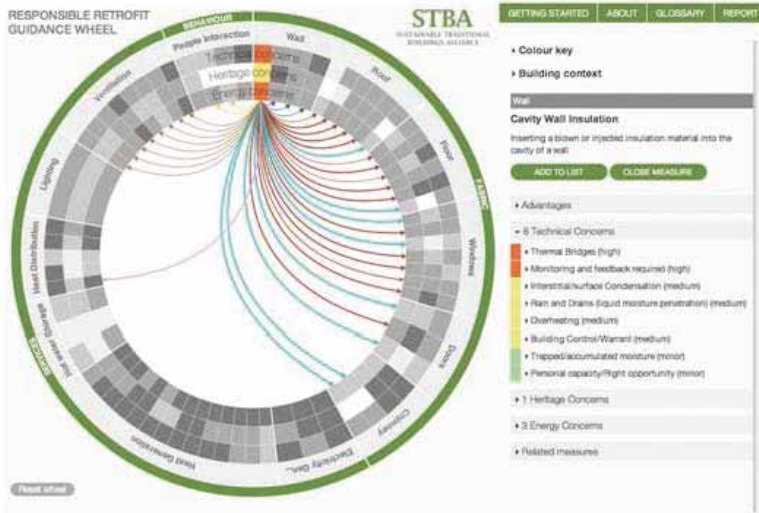 RESPONSIBLE RETROFIT
GUIDANCE WHEEL
STBA
SUSTAINABLE TRADITIONAL
BUILDINGS ALLIANCE
GETTING STARTED
ABOUT
GLOSSARY
REPORT
BEHAVIOUR
People Interaction
Wall
Roof
Floor
FABRIC
Windows
Doors
Chimney
Electricity Gen...
Heat Generation
Hot water Storage
SERVICES
Heat Distribution
Lighting
Ventilation
Technical concerns
Heritage concerns
Energy concerns
Reset wheel
Colour key
Building context
Wall
Cavity Wall Insulation
Inserting a blown or injected insulation material into the
cavity of a wall
ADD TO LIST
CLOSE MEASURE
Advantages
8 Technical Concerns
Thermal Bridges (high)
Monitoring and feedback required (high)
Interstitial/surface Condensation (medium)
Rain and Drains (liquid moisture penetration) (medium)
Overheating (medium)
Building Control/Warrant (medium)
Trapped/accumulated moisture (minor)
Personal capacity/Right opportunity (minor)
1 Heritage Concerns
3 Energy Concerns
Related measures